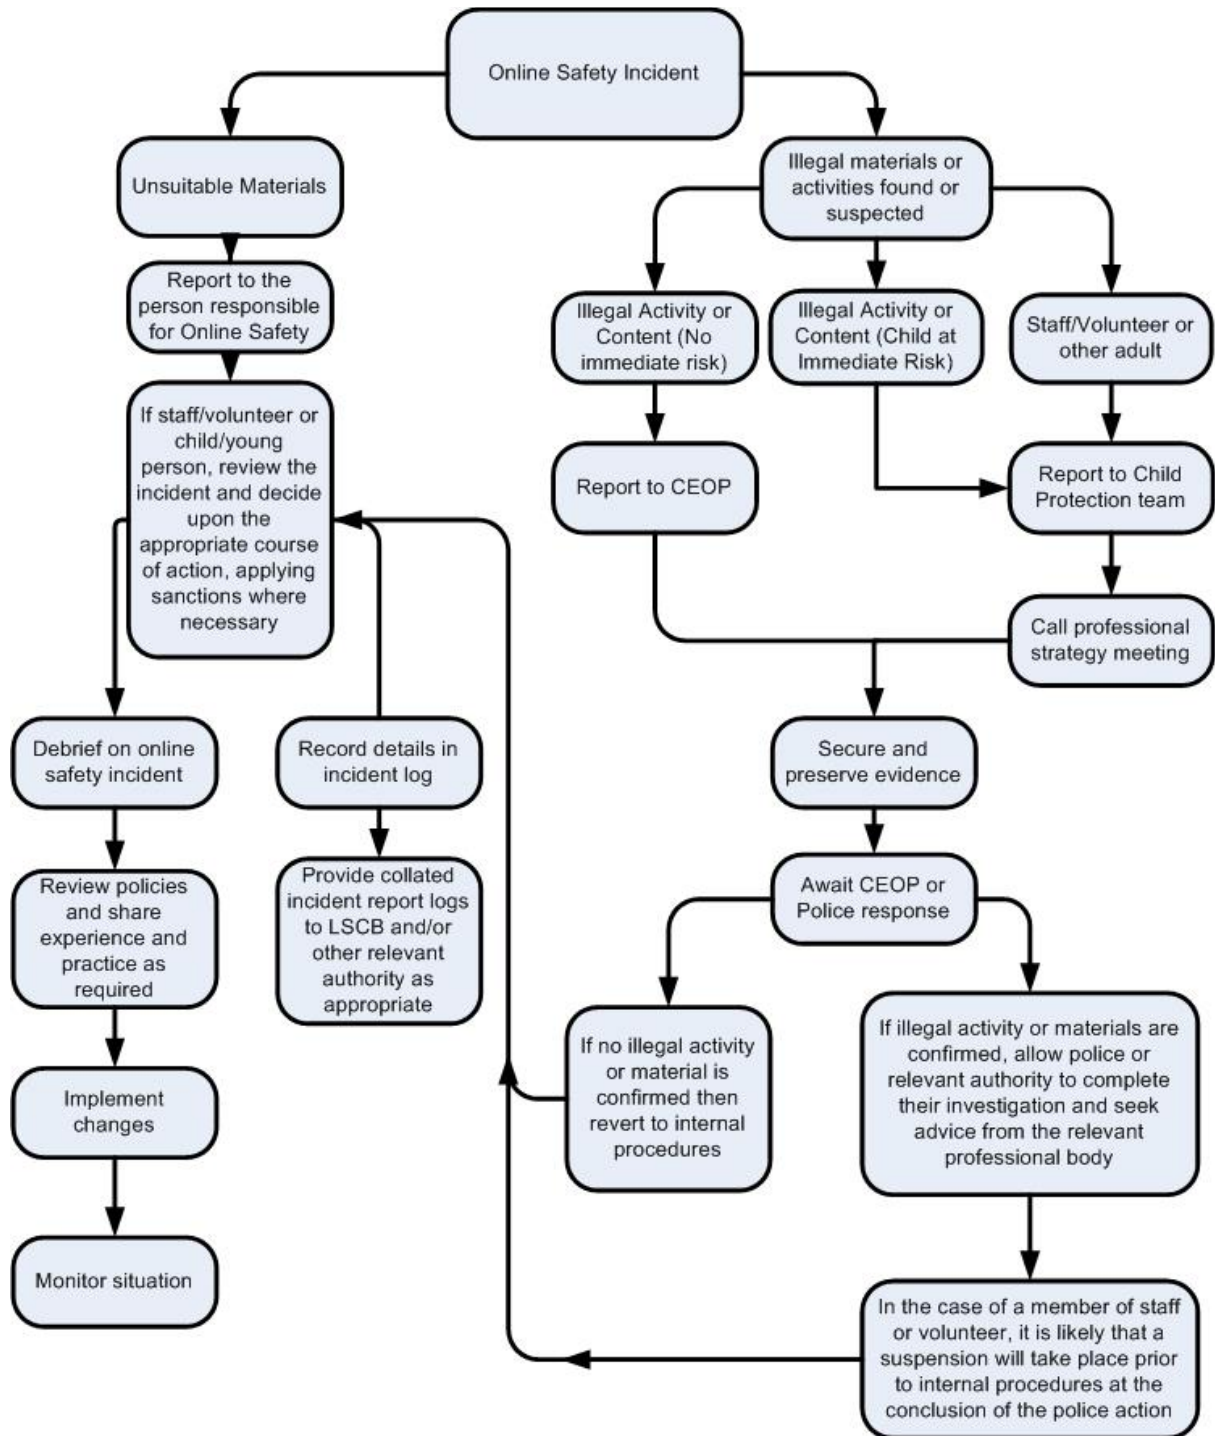 Online Safety Incident
Unsuitable Materials
Illegal materials or
activities found or
suspected
Report to the
person responsible
for Online Safety
Illegal Activity or
Content (No
immediate risk)
Illegal Activity or
Content (Child at
Immediate Risk)
Staff/Volunteer or
other adult
If staff/volunteer or
child/young
person, review the
incident and decide
upon the
appropriate course
of action, applying
sanctions where
necessary
Report to CEOP
Report to Child
Protection team
Call professional
strategy meeting
Debrief on online
safety incident
Record details in
incident log
Secure and
preserve evidence
Review policies
and share
experience and
practice as
required
Provide collated
incident report logs
to LSCB and/or
other relevant
authority as
appropriate
Await CEOP or
Police response
If no illegal activity
or material is
confirmed then
revert to internal
procedures
If illegal activity or materials are
confirmed, allow police or
relevant authority to complete
their investigation and seek
advice from the relevant
professional body
Implement
changes
Monitor situation
In the case of a member of staff
or volunteer, it is likely that a
suspension will take place prior
to internal procedures at the
conclusion of the police action